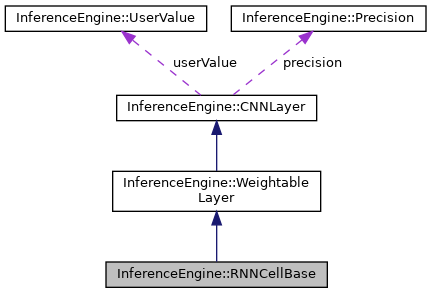 InferenceEngine::UserValue
InferenceEngine::Precision
userValue
precision
InferenceEngine::CNNLayer
InferenceEngine::Weightable
Layer
InferenceEngine::RNNCellBase